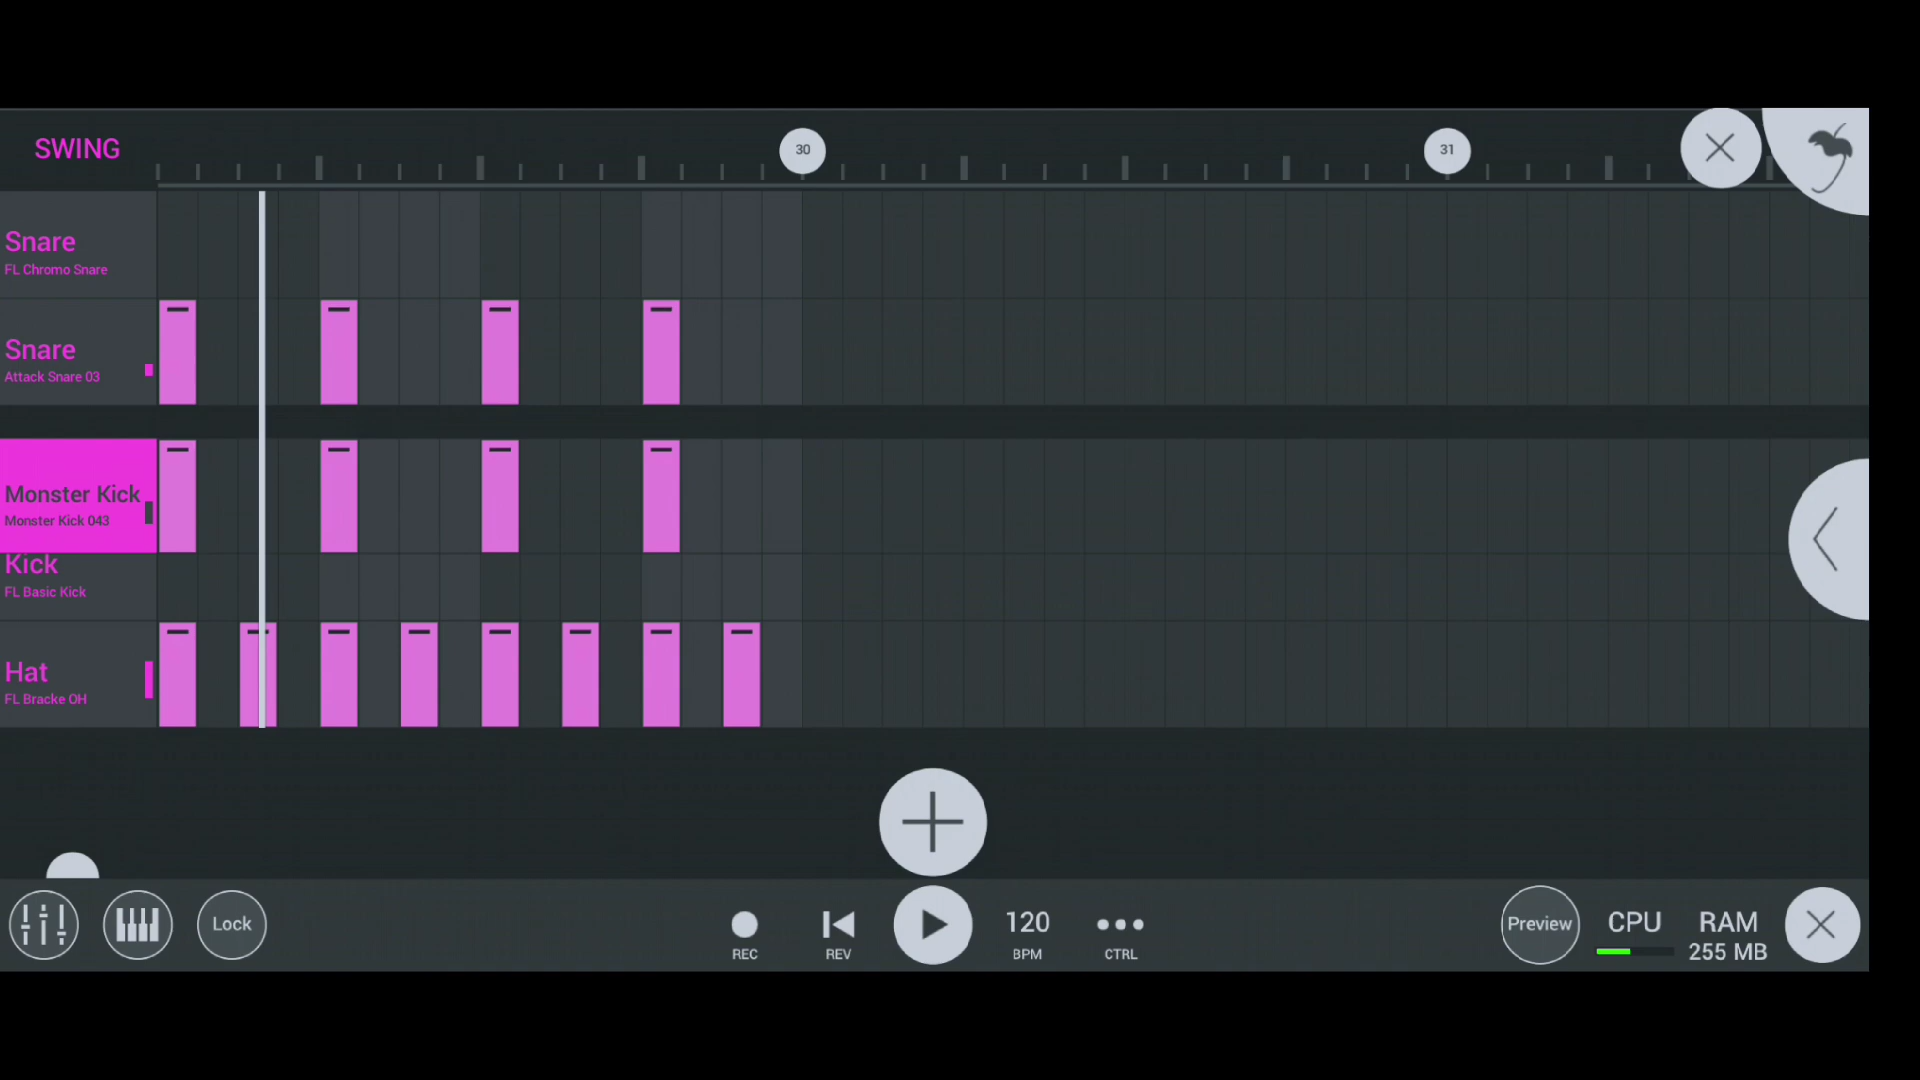 SWING
30
31
Snare
FL Chromo Snare
Snare
Attack Snare 03
Monster Kick
Monster Kick 043
Kick
FL Basic Kick
Hat
FL Bracke OH
Lock
REC
REV
120
BPM
CTRL
Preview
CPU
RAM
255 MB